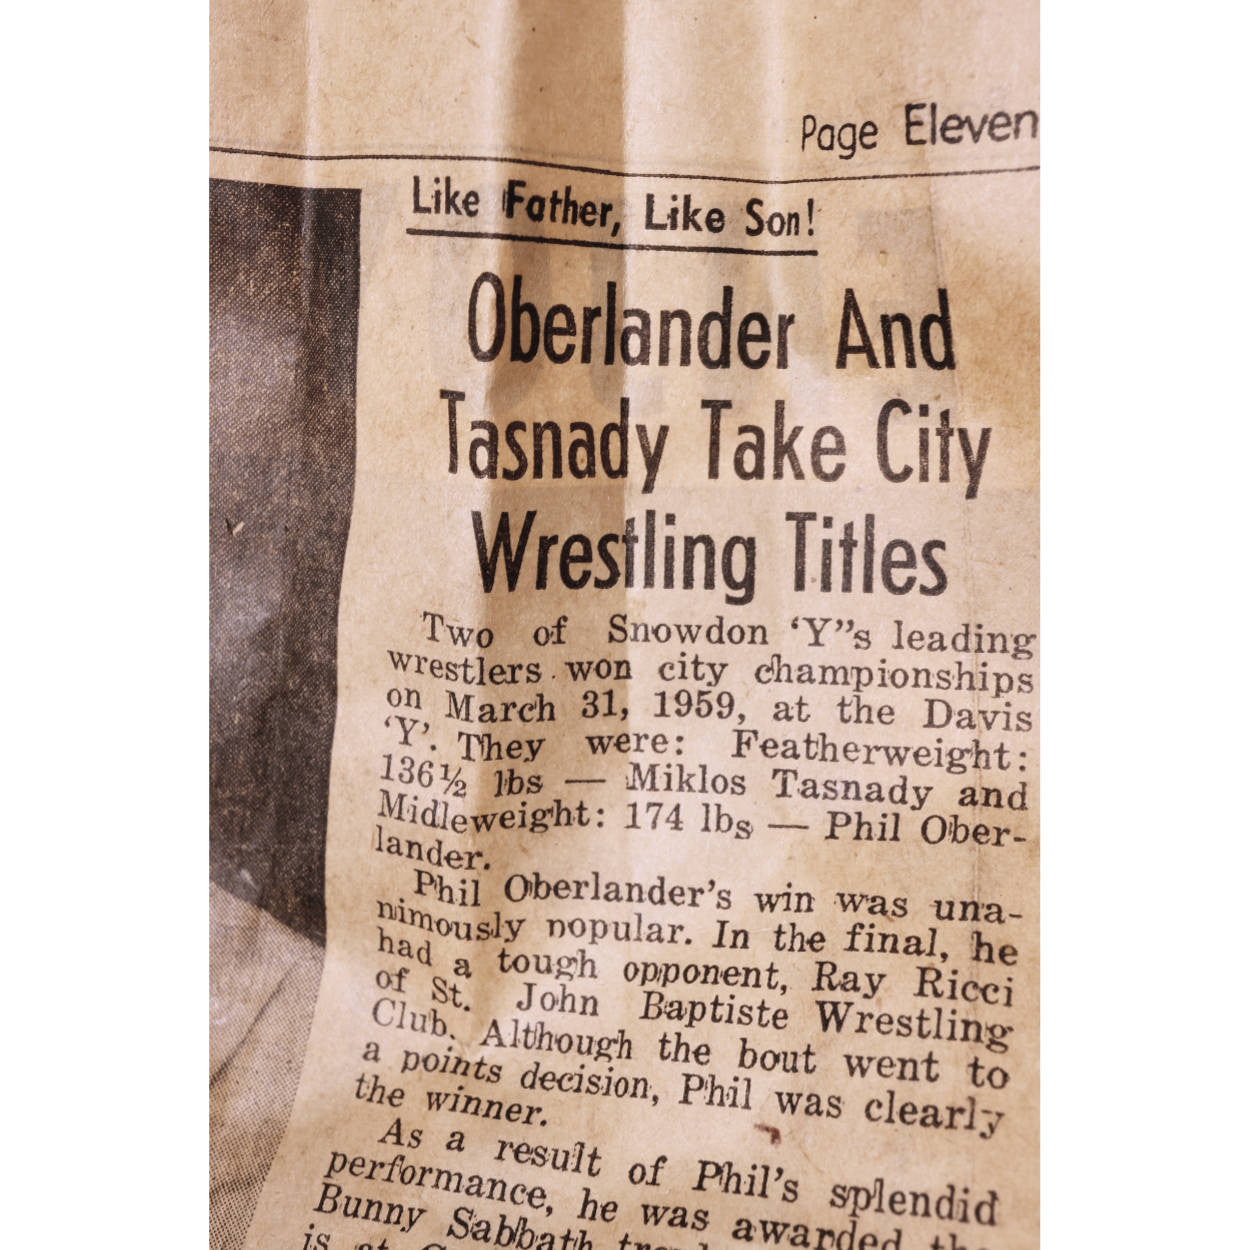 Page Eleven
Like Father, Like Son!
Oberlander And
Tasnady Take City
Wrestling Titles
Two of Snowdon 'Y"s leading
wrestlers won city championships
on March 31, 1959, at the Davis
'Y'. They were: Featherweight:
136½ lbs — Miklos Tasnady and
Midleweight: 174 lbs — Phil Ober-
lander.
Phil Oberlander's win was una-
nimously nopular. In the final, he
had a tough opponent, Ray Ricci
of St. John Baptiste Wrestling
Club. Although the bout went to
a points decision, Phil was clearly
the winner.
As a result of Phil's splendid
performance, he was awarded the
Bunny Sabbath
is at